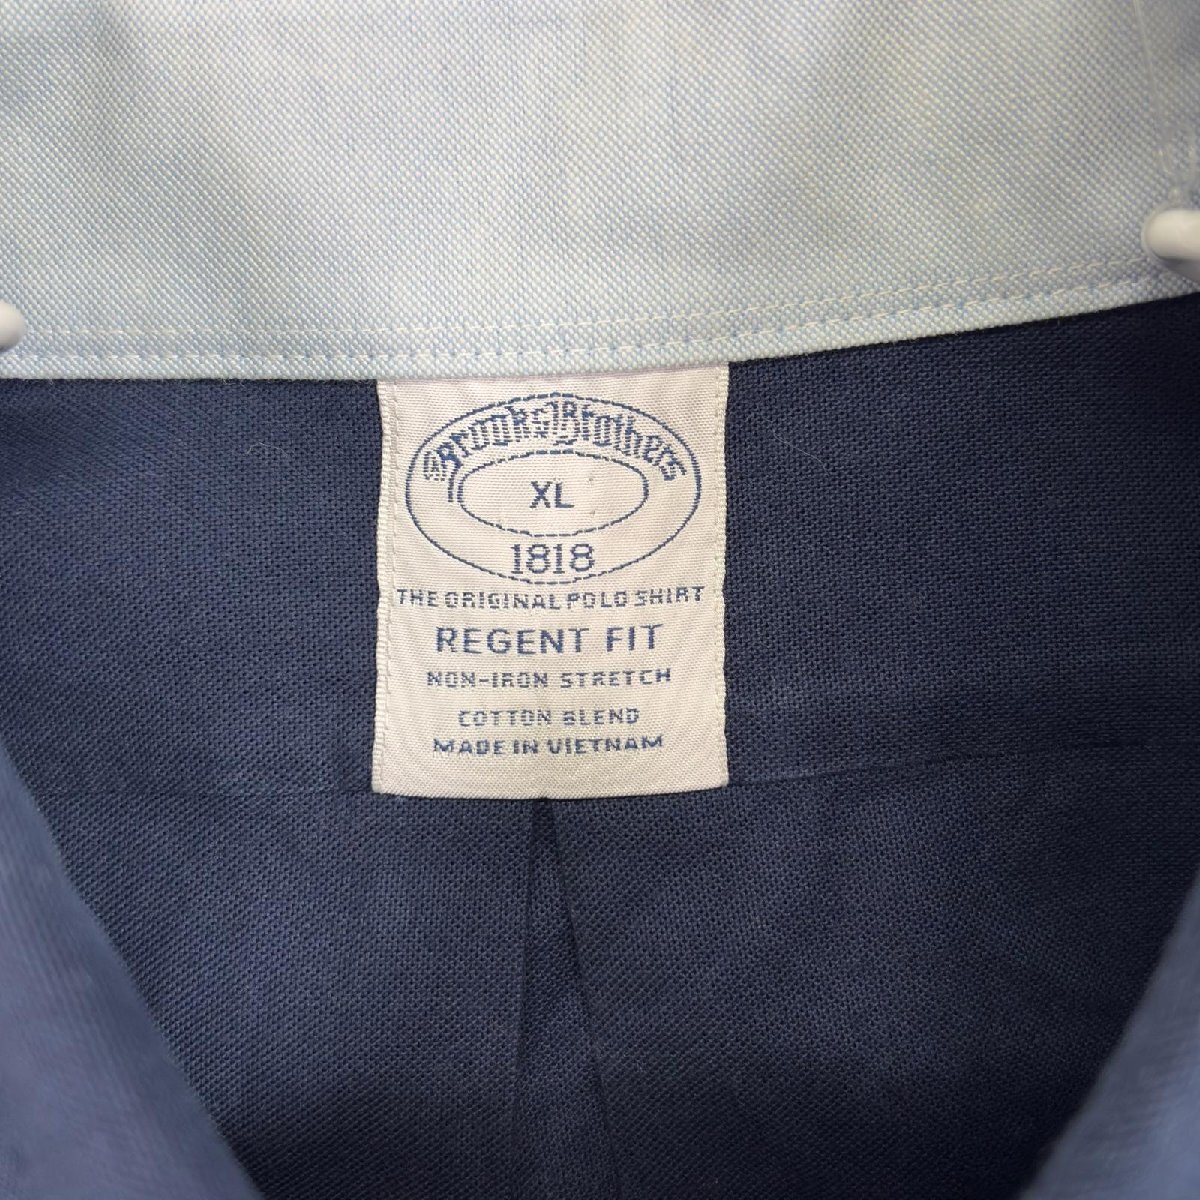 Brooks Brothers
XL
1818
THE ORIGINAL POLO SHIRT
REGENT FIT
NON-IRON STRETCH
COTTON BLEND
MADE IN VIETNAM